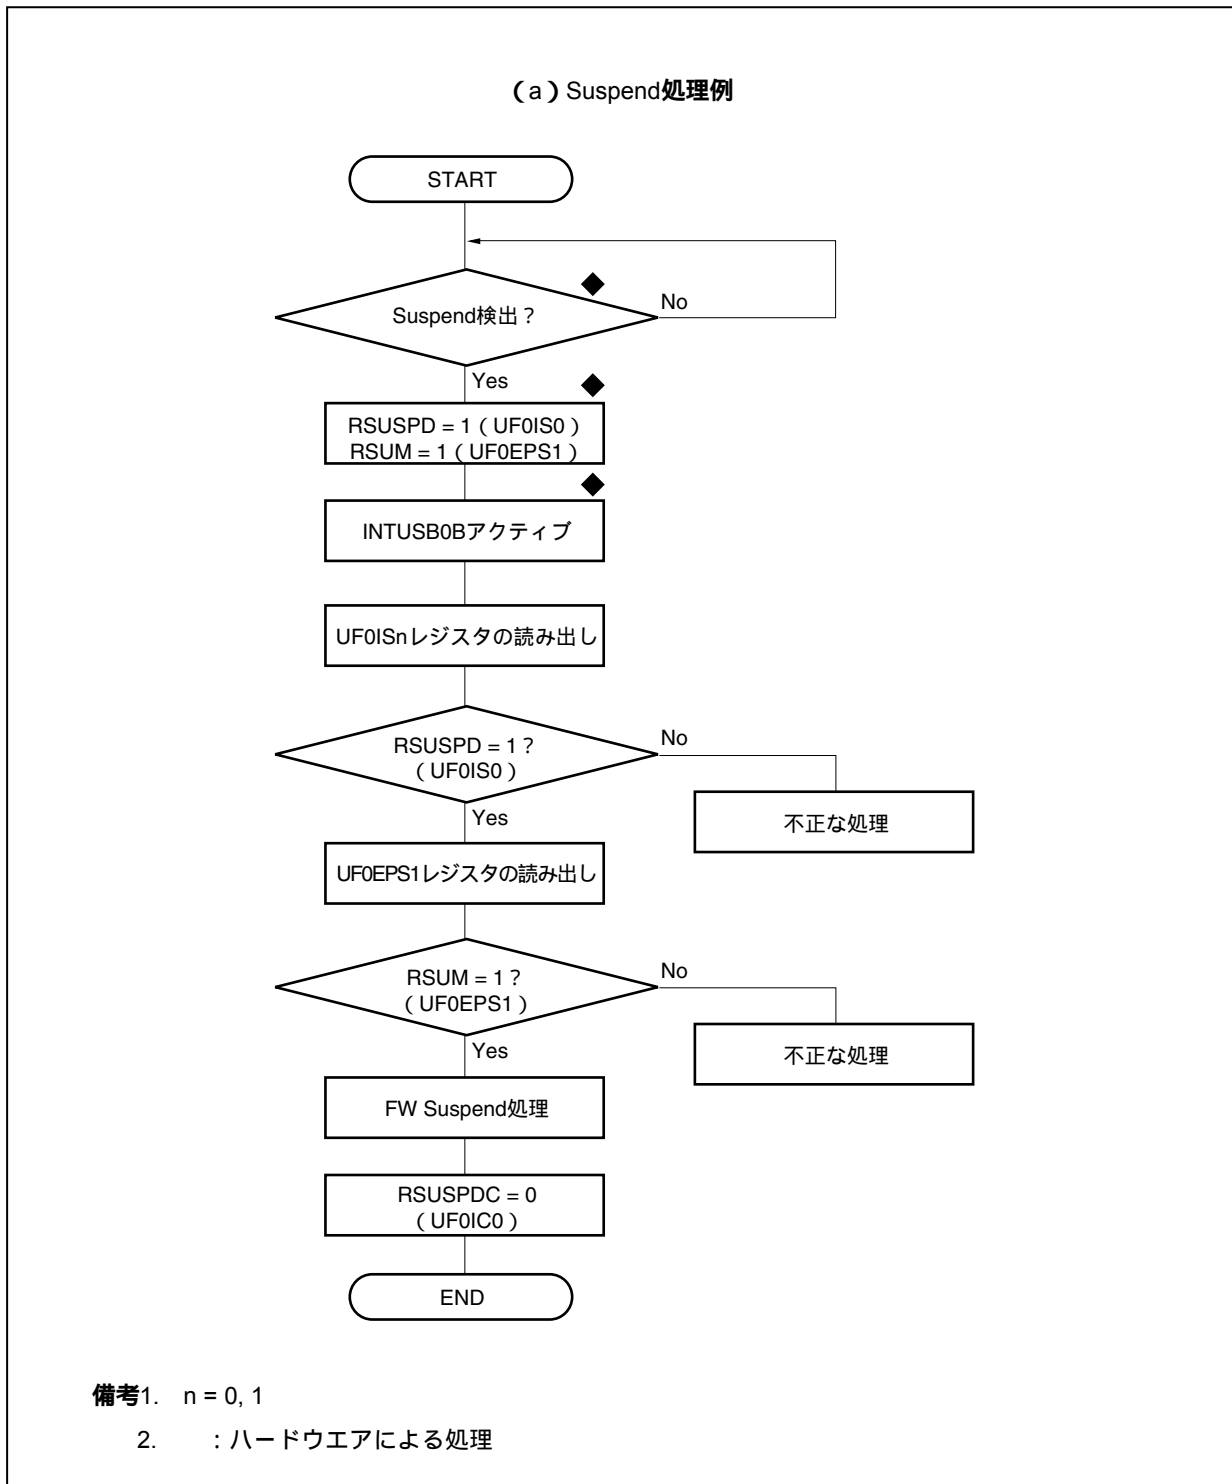 （a）Suspend処理例
START
Suspend検出？
No
Yes
RSUSPD = 1（UF0IS0）
RSUM = 1（UF0EPS1）
INTUSB0Bアクティブ
UF0ISnレジスタの読み出し
RSUSPD = 1？
（UF0IS0）
No
Yes
不正な処理
UF0EPS1レジスタの読み出し
RSUM = 1？
（UF0EPS1）
No
Yes
不正な処理
FW Suspend処理
RSUSPDC = 0
（UF0IC0）
END
備考1. n = 0, 1
2. ：ハードウエアによる処理